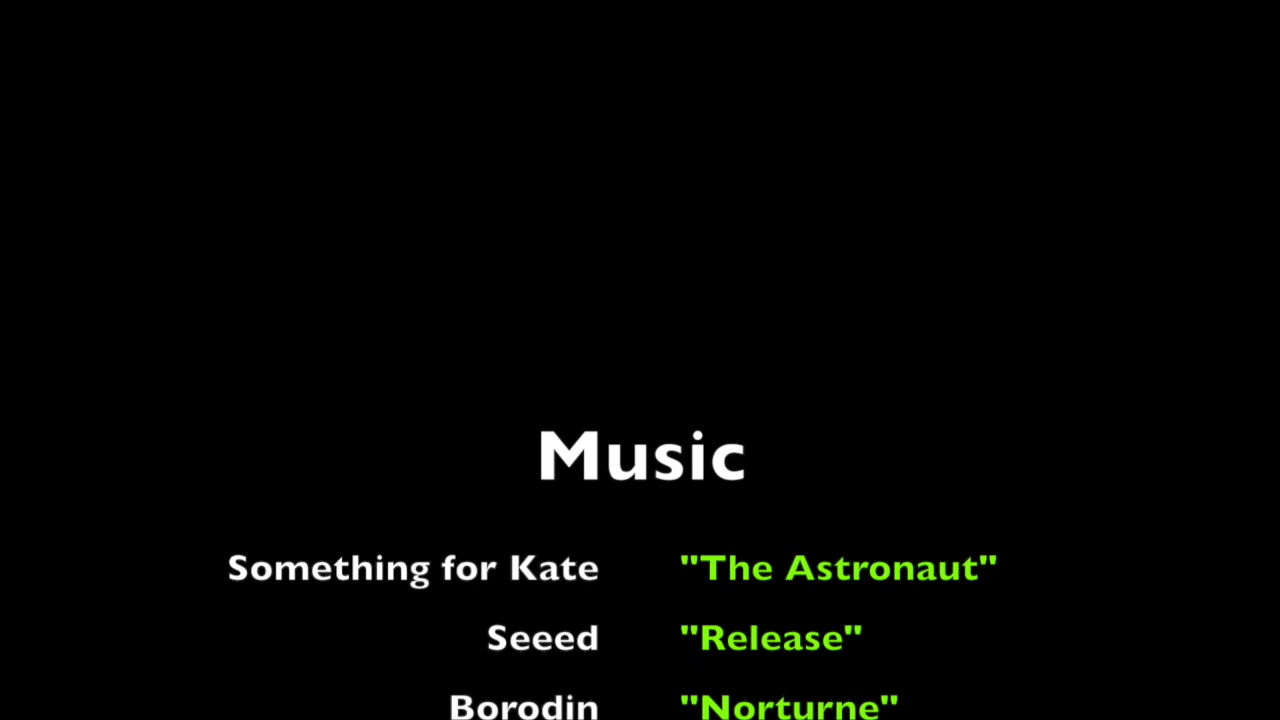 Music
Something for Kate "The Astronaut"
Seeed "Release"
Borodin "Norturne"